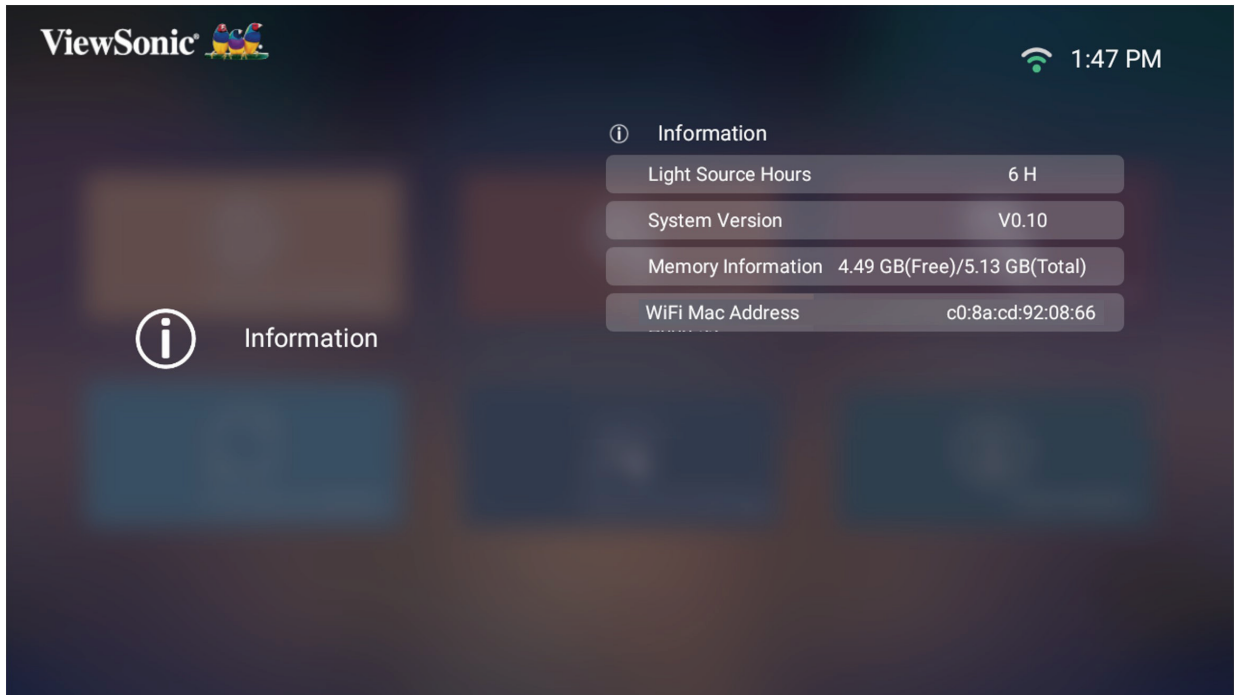 ViewSonic®
1:47 PM
Information
Light Source Hours 6 H
System Version V0.10
Memory Information 4.49 GB(Free)/5.13 GB(Total)
WiFi Mac Address c0:8a:cd:92:08:66
Information